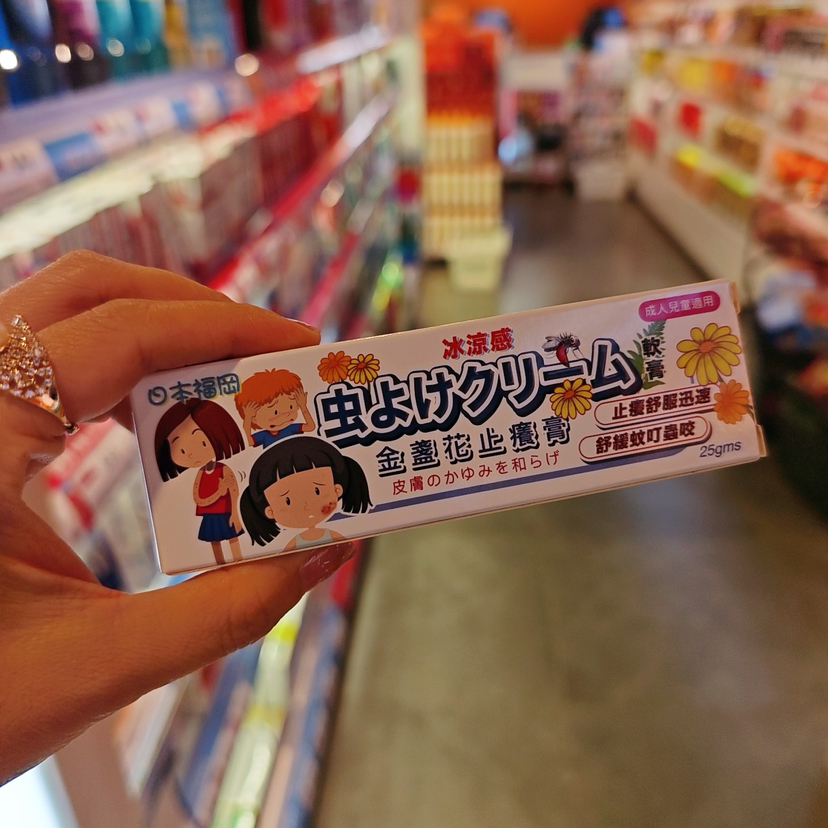 日本福岡
冰涼感
成人兒童適用
虫よけクリーム
軟膏
金盞花止癢膏
皮膚のかゆみを和らげ
止癢舒服迅速
舒緩蚊叮蟲咬
25gms